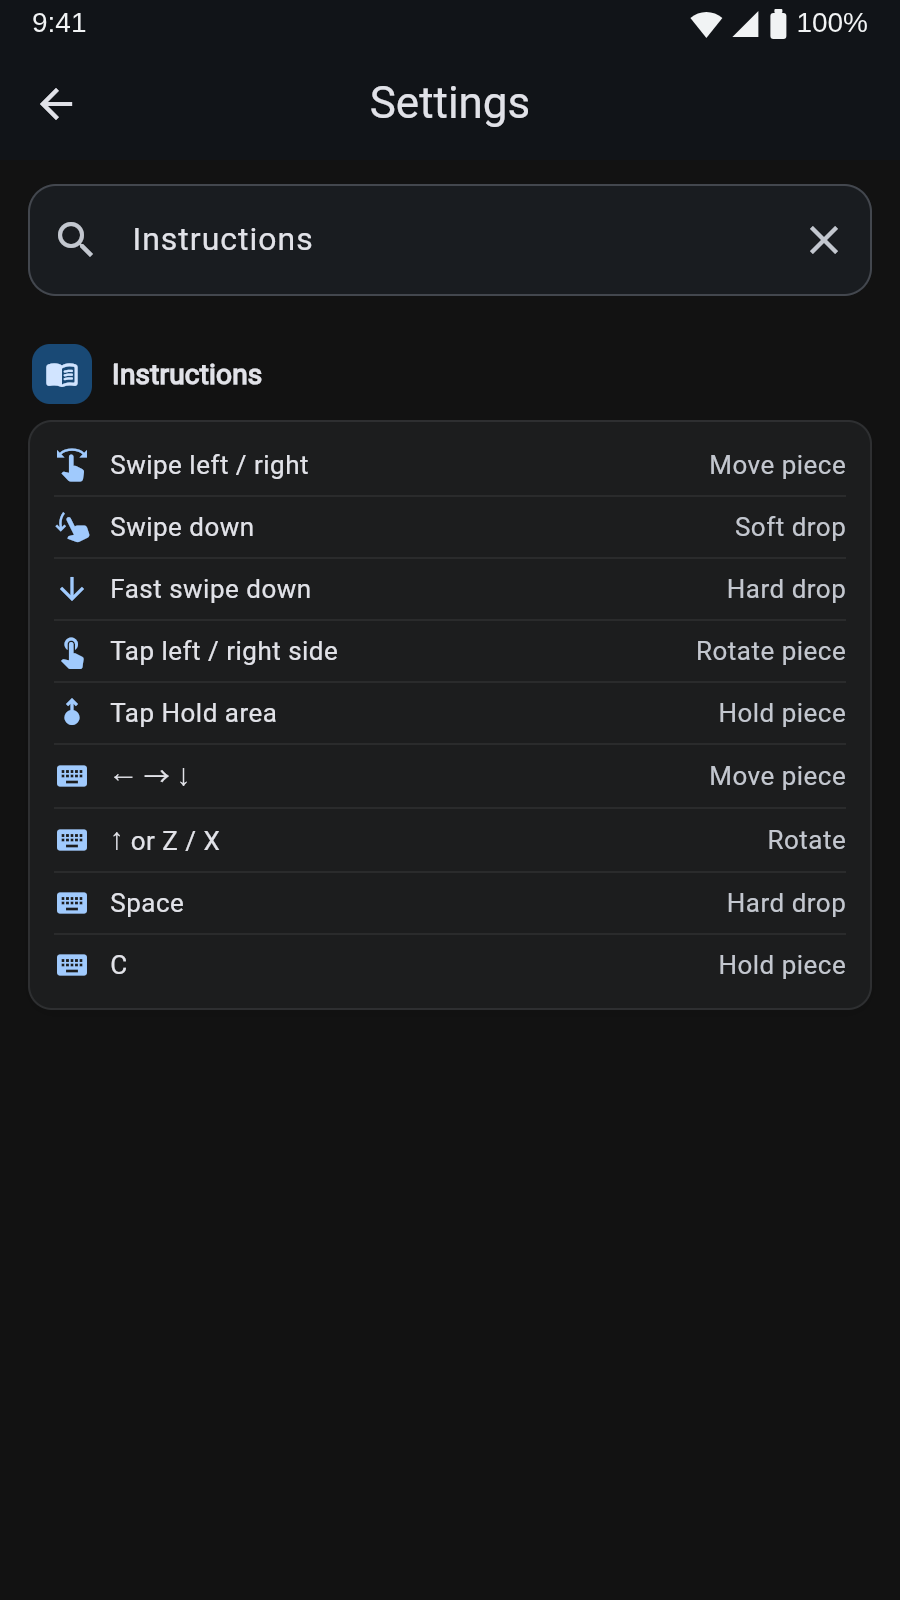 9:41
100%
Settings
Instructions
Instructions
Swipe left / right Move piece
Swipe down Soft drop
Fast swipe down Hard drop
Tap left / right side Rotate piece
Tap Hold area Hold piece
← → ↓ Move piece
↑ or Z / X Rotate
Space Hard drop
C Hold piece